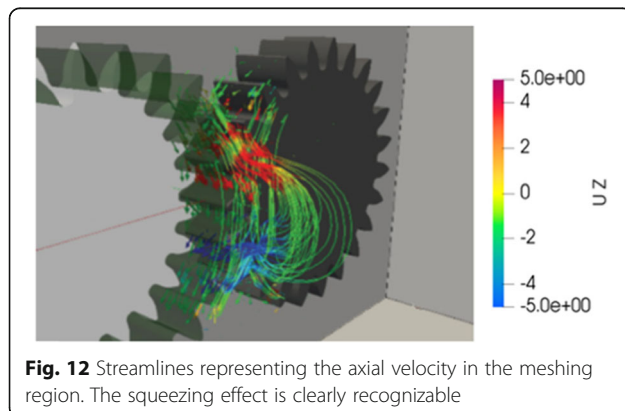 5.0e+00
4
2
0
-2
-4
-5.0e+00
U Z
Fig. 12 Streamlines representing the axial velocity in the meshing
region. The squeezing effect is clearly recognizable